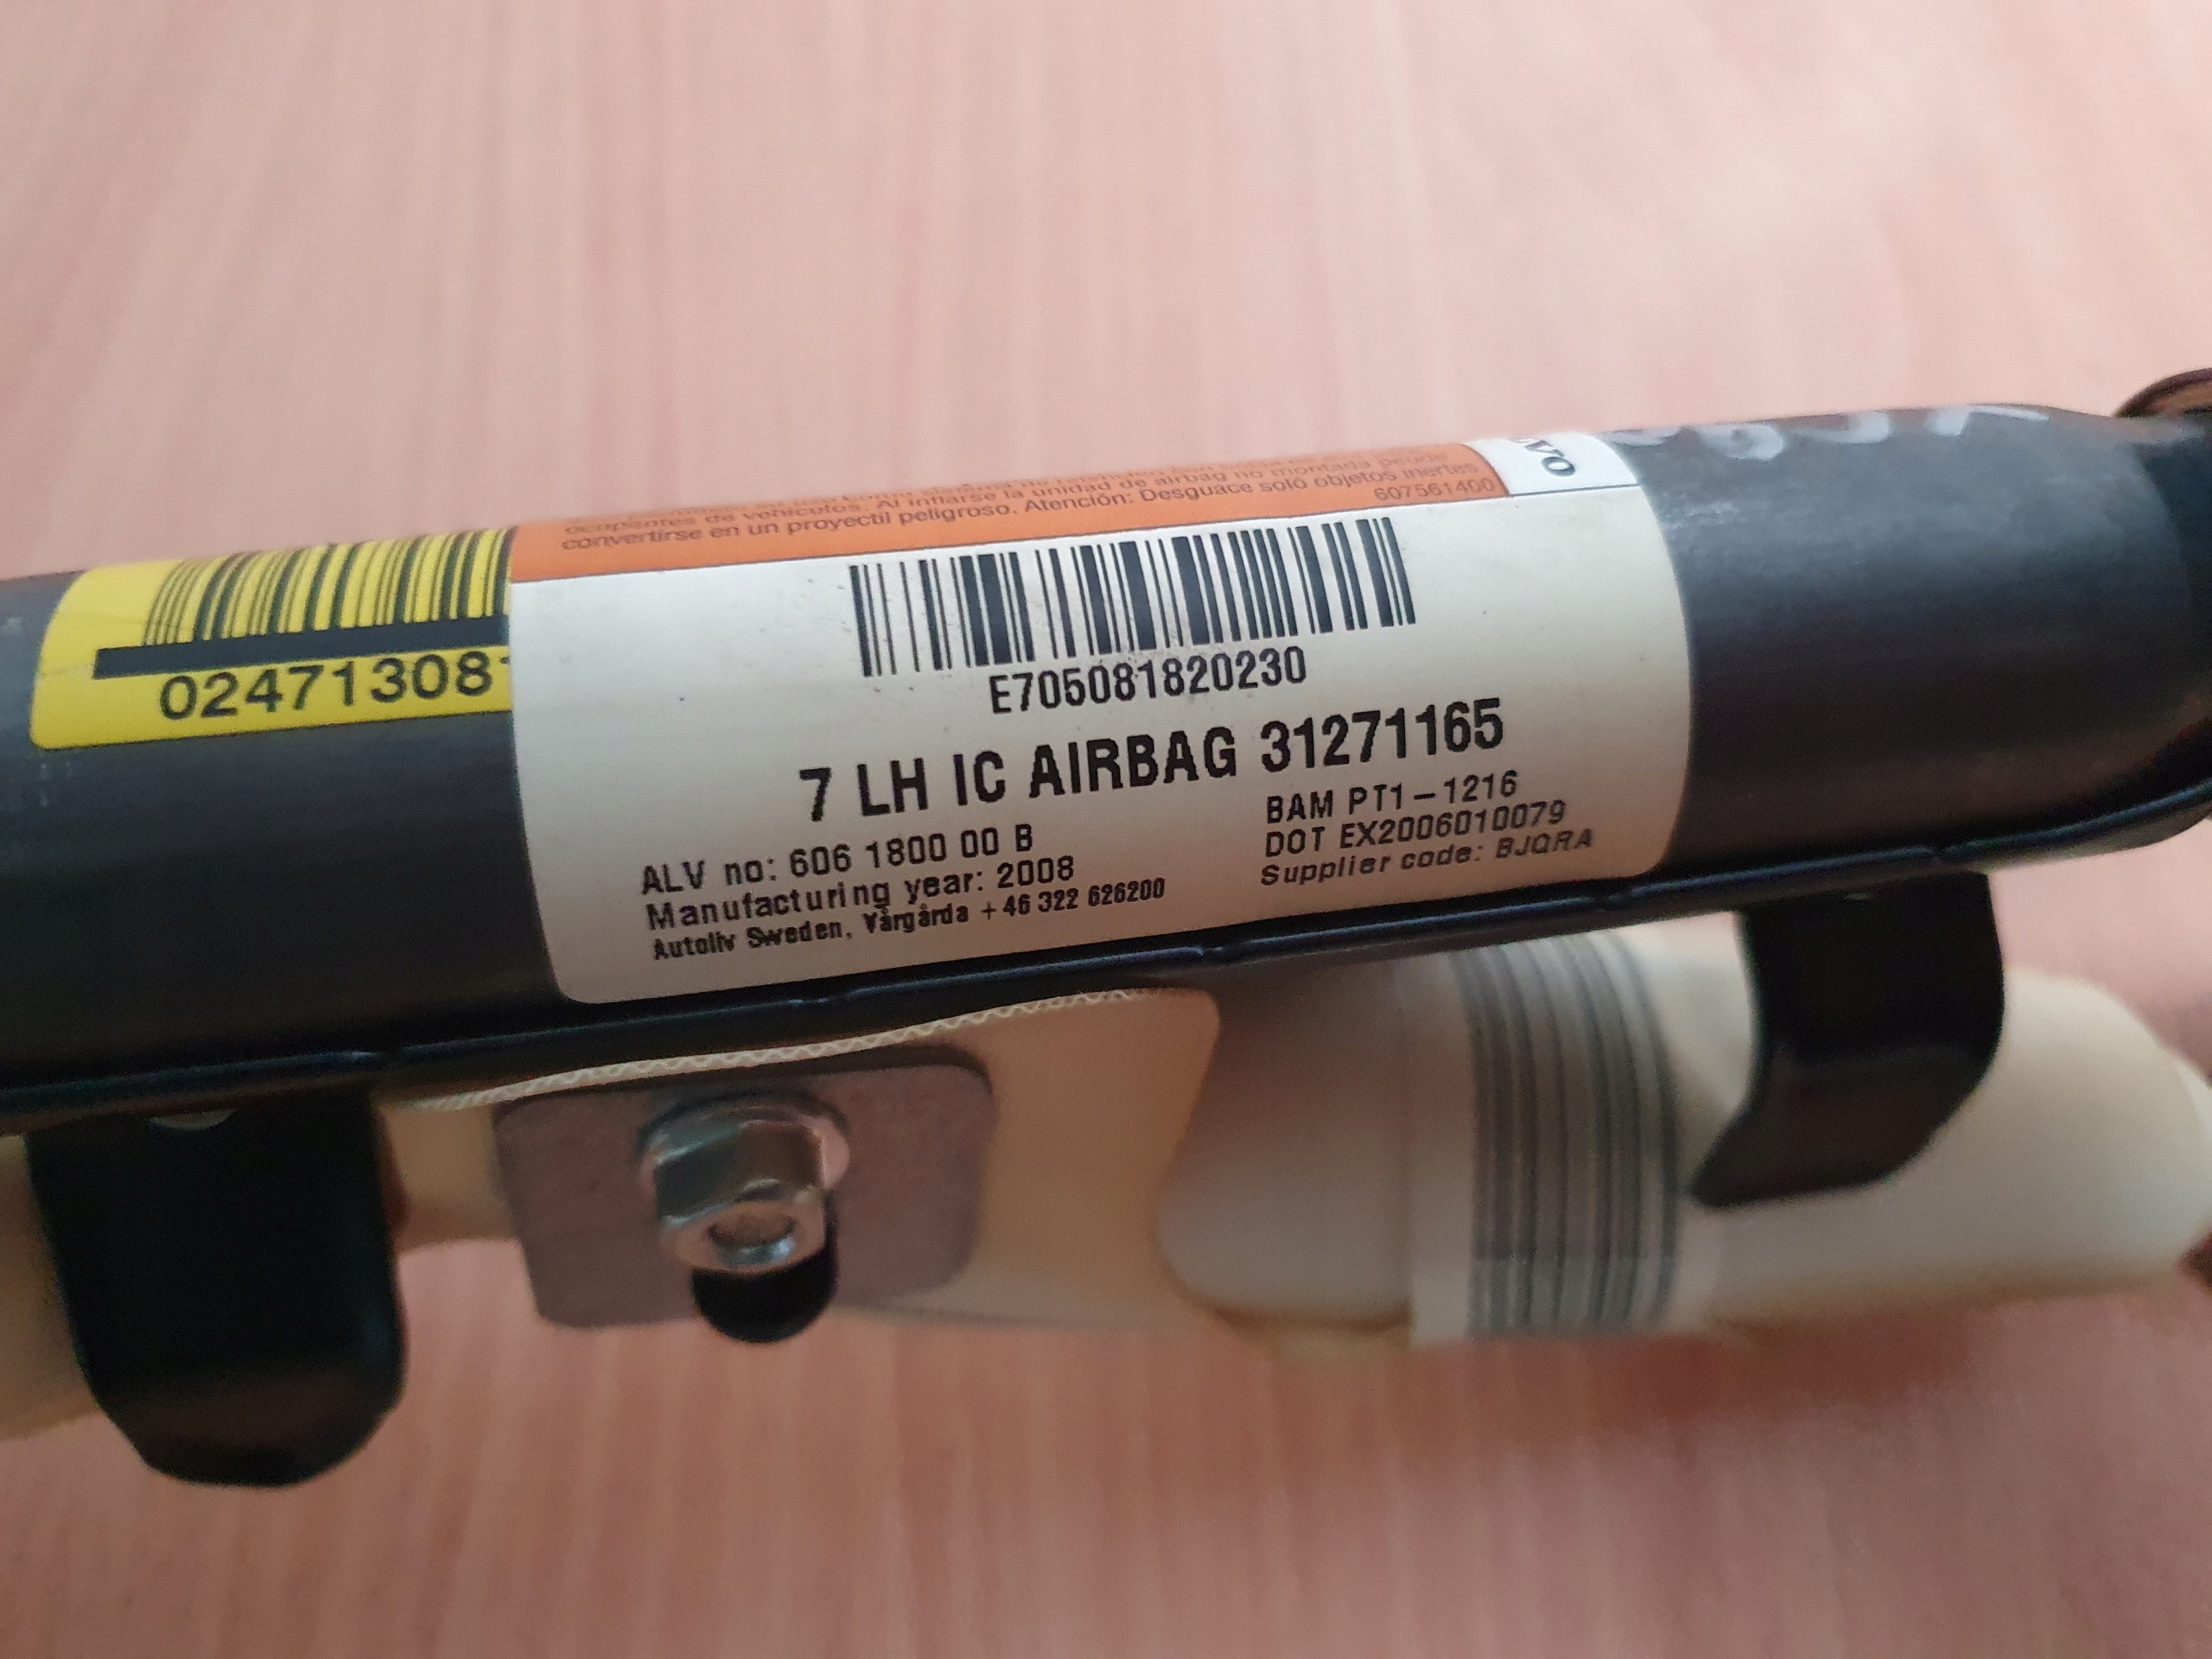 ocupantes de vehículos. Al inflarse la unidad de airbag no montada puede
convertirse en un proyectil peligroso. Atención: Desguace soló objetos inertes
607561400
024713081
E705081820230
7 LH IC AIRBAG 31271165
ALV no: 606 1800 00 B
Manufacturing year: 2008
Autoliv Sweden, Vårgårda +46 322 626200
BAM PT1-1216
DOT EX2006010079
Supplier code: BJQRA